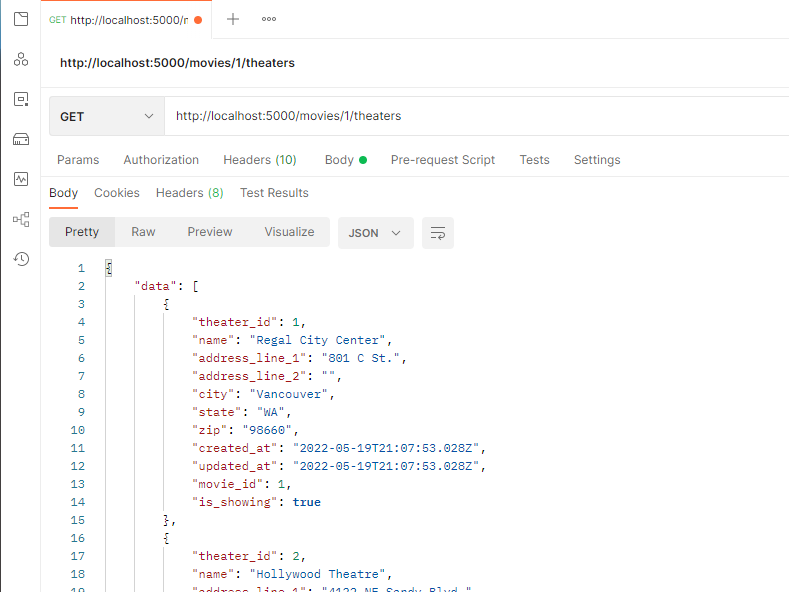 GET http://localhost:5000/n
http://localhost:5000/movies/1/theaters
GET http://localhost:5000/movies/1/theaters
Params Authorization Headers (10) Body Pre-request Script Tests Settings
Body Cookies Headers (8) Test Results
Pretty Raw Preview Visualize JSON
1 {
2 "data": [
3 {
4 "theater_id": 1,
5 "name": "Regal City Center",
6 "address_line_1": "801 C St.",
7 "address_line_2": "",
8 "city": "Vancouver",
9 "state": "WA",
10 "zip": "98660",
11 "created_at": "2022-05-19T21:07:53.028Z",
12 "updated_at": "2022-05-19T21:07:53.028Z",
13 "movie_id": 1,
14 "is_showing": true
15 },
16 {
17 "theater_id": 2,
18 "name": "Hollywood Theatre",
19 "address_line_1": "4122 NE Sandy Blvd.",